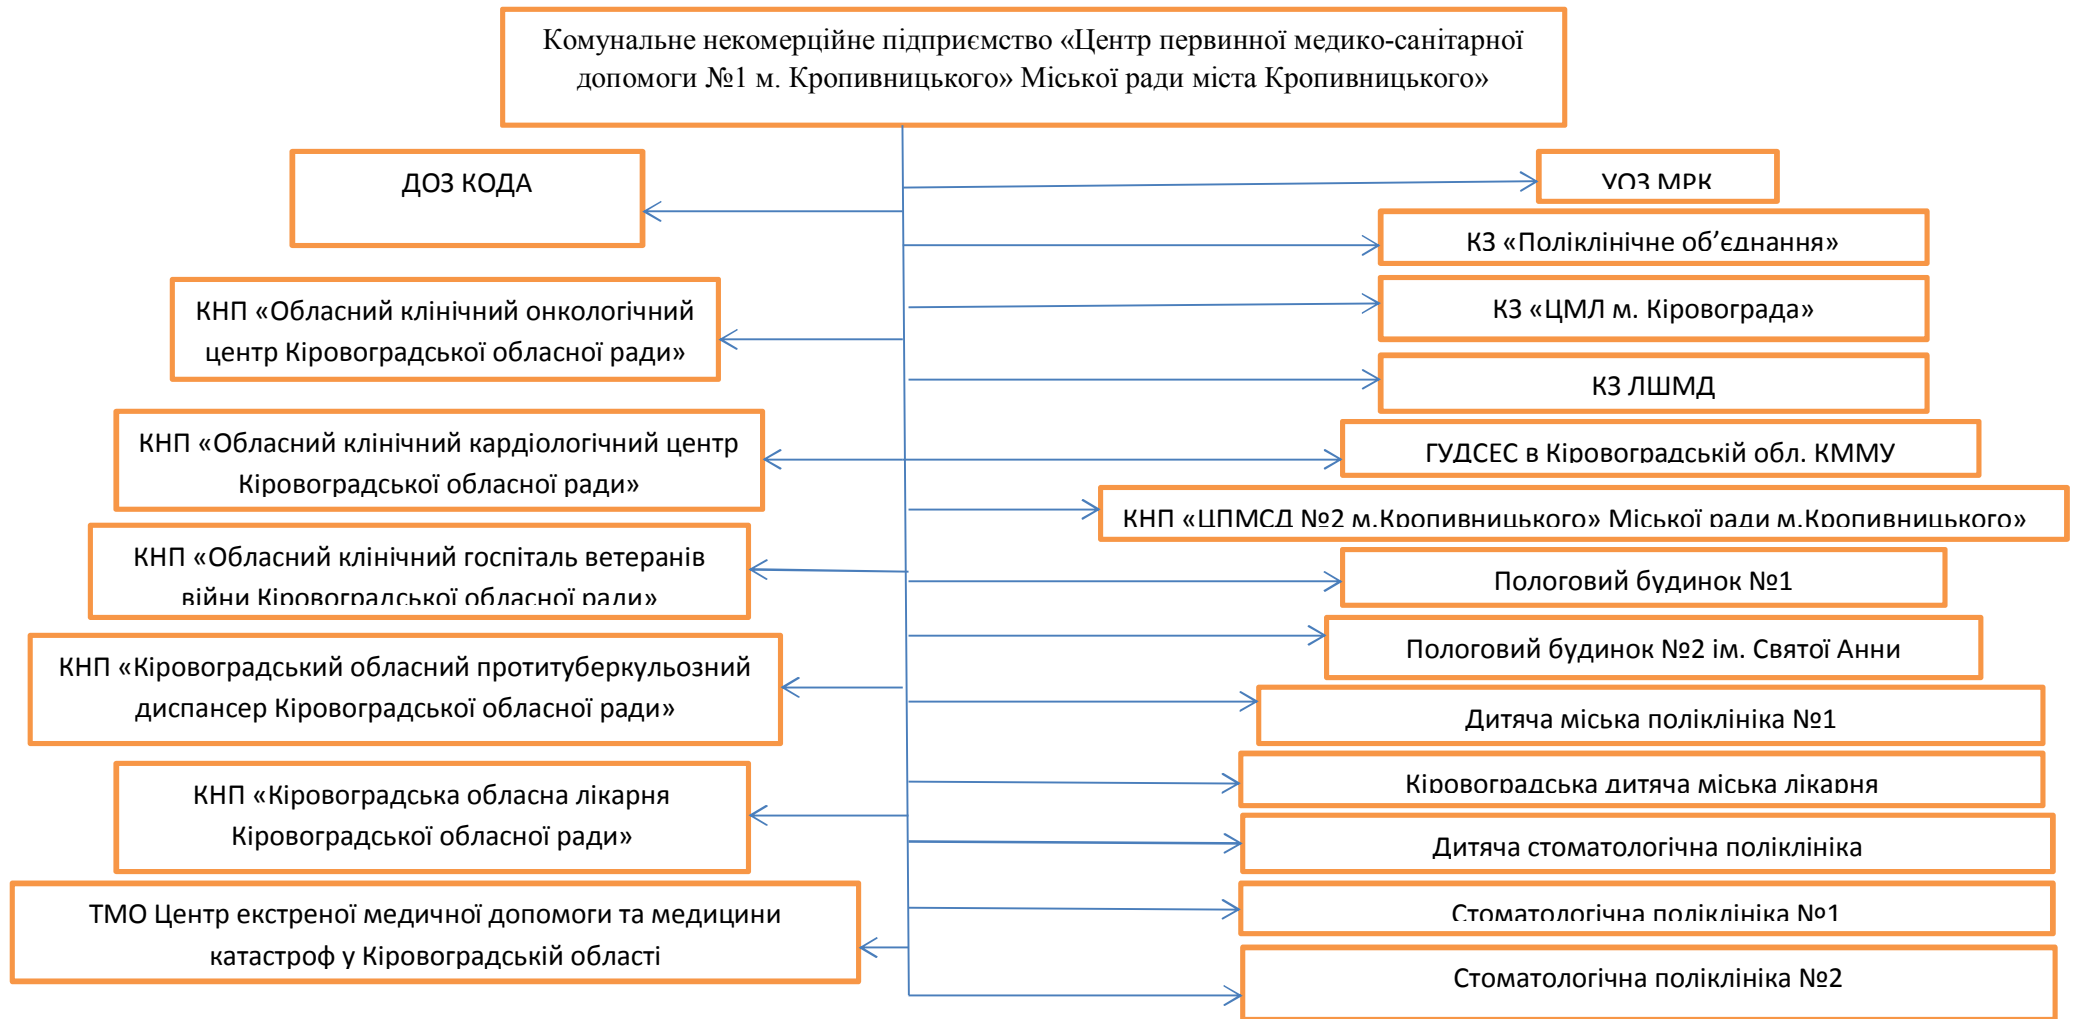 Комунальне некомерційне підприємство «Центр первинної медико-санітарної
допомоги №1 м. Кропивницького» Міської ради міста Кропивницького»
ДОЗ КОДА
КНП «Обласний клінічний онкологічний
центр Кіровоградської обласної ради»
КНП «Обласний клінічний кардіологічний центр
Кіровоградської обласної ради»
КНП «Обласний клінічний госпіталь ветеранів
війни Кіровоградської обласної ради»
КНП «Кіровоградський обласний протитуберкульозний
диспансер Кіровоградської обласної ради»
КНП «Кіровоградська обласна лікарня
Кіровоградської обласної ради»
ТМО Центр екстреної медичної допомоги та медицини
катастроф у Кіровоградській області
УОЗ МРК
КЗ «Поліклінічне об’єднання»
КЗ «ЦМЛ м. Кіровограда»
КЗ ЛШМД
ГУДСЕС в Кіровоградській обл. КММУ
КНП «ЦПМСД №2 м.Кропивницького» Міської ради м.Кропивницького»
Пологовий будинок №1
Пологовий будинок №2 ім. Святої Анни
Дитяча міська поліклініка №1
Кіровоградська дитяча міська лікарня
Дитяча стоматологічна поліклініка
Стоматологічна поліклініка №1
Стоматологічна поліклініка №2